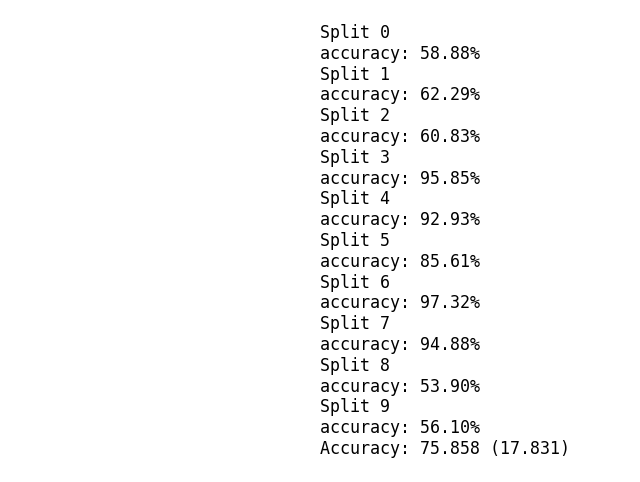 Split 0
accuracy: 58.88%
Split 1
accuracy: 62.29%
Split 2
accuracy: 60.83%
Split 3
accuracy: 95.85%
Split 4
accuracy: 92.93%
Split 5
accuracy: 85.61%
Split 6
accuracy: 97.32%
Split 7
accuracy: 94.88%
Split 8
accuracy: 53.90%
Split 9
accuracy: 56.10%
Accuracy: 75.858 (17.831)